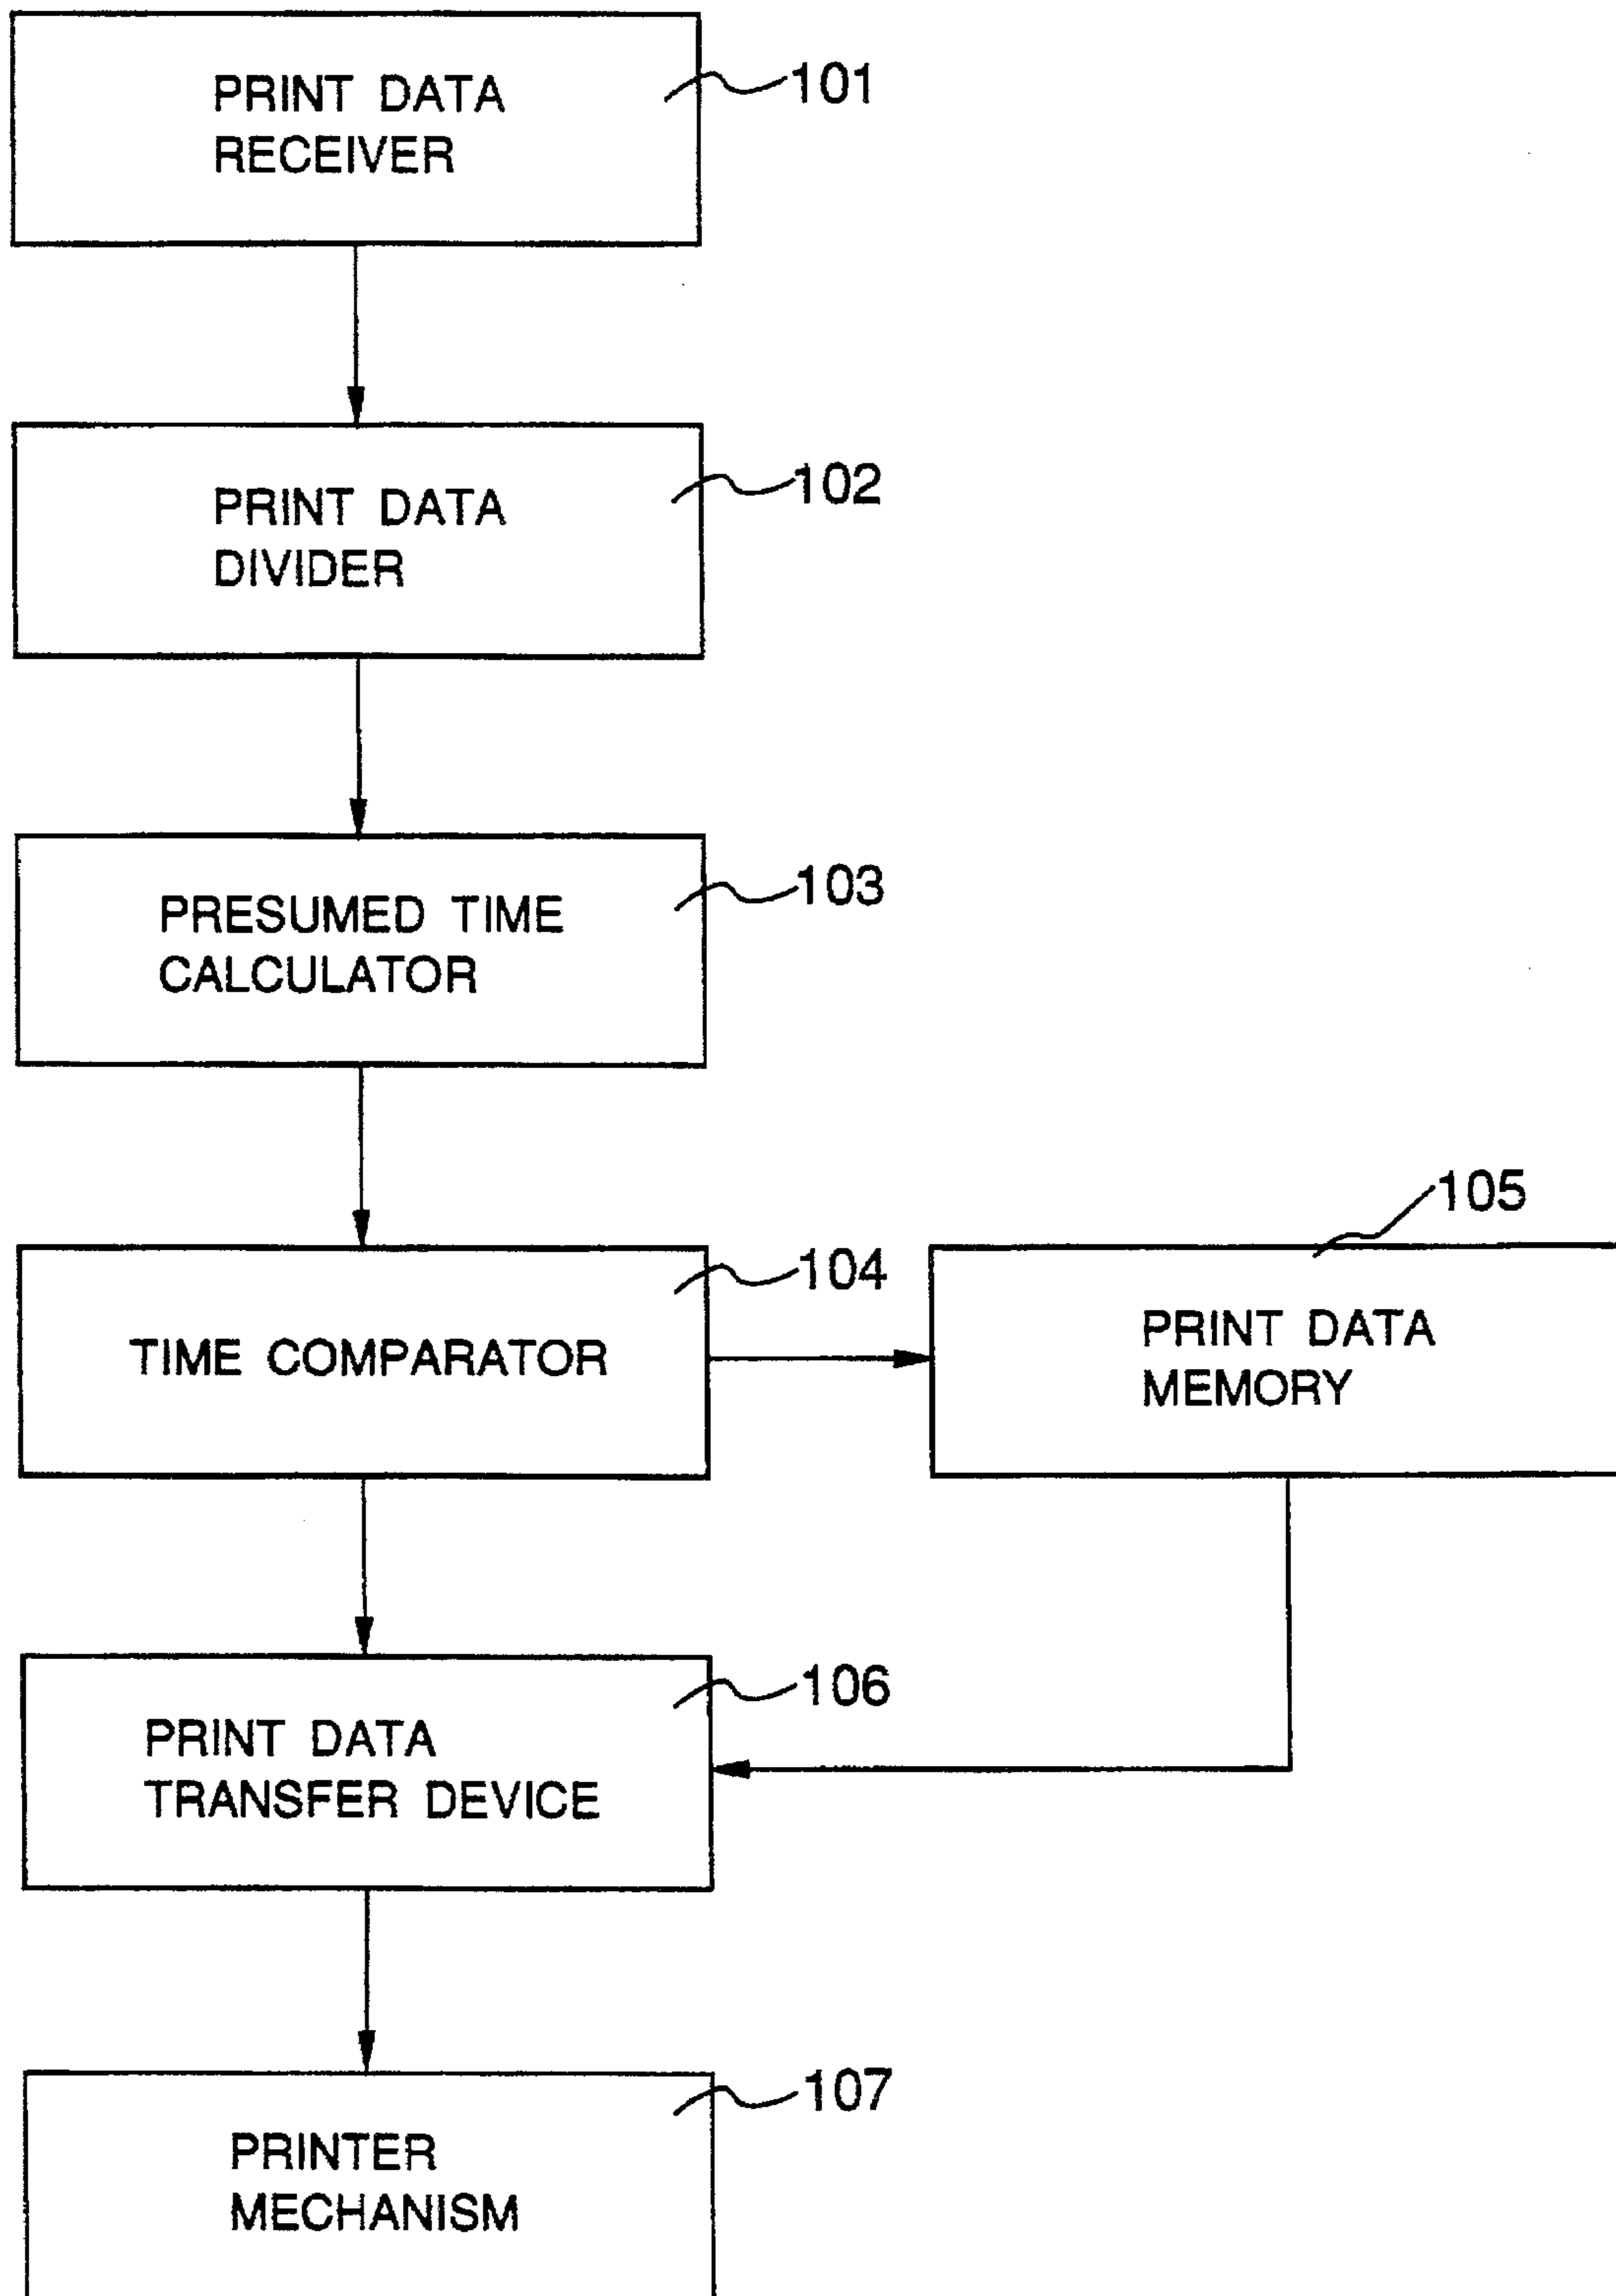 PRINT DATA
RECEIVER
101
PRINT DATA
DIVIDER
102
PRESUMED TIME
CALCULATOR
103
TIME COMPARATOR
104
PRINT DATA
MEMORY
105
PRINT DATA
TRANSFER DEVICE
106
PRINTER
MECHANISM
107